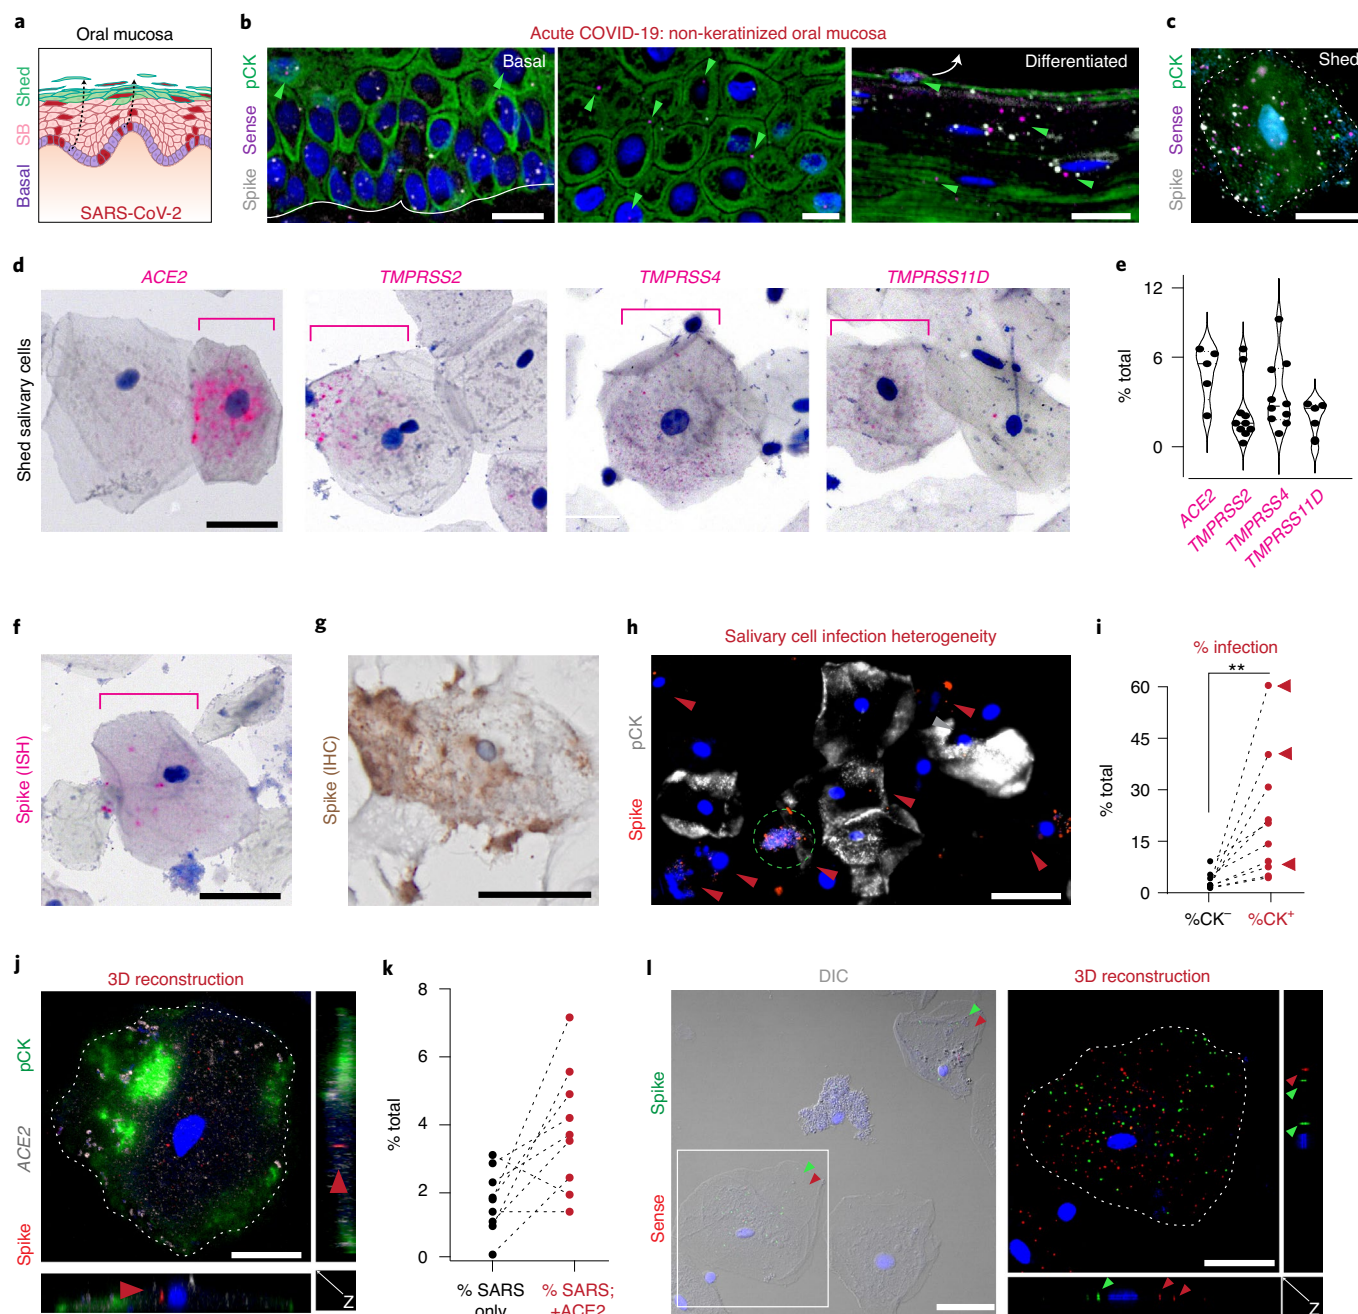 a
Oral mucosa
Shed
SB
Basal
SARS-CoV-2
b
Acute COVID-19: non-keratinized oral mucosa
Spike Sense pCK
Basal
Differentiated
c
Spike Sense pCK
Shed
d
Shed salivary cells
ACE2
TMPRSS2
TMPRSS4
TMPRSS11D
e
% total
12
6
0
ACE2
TMPRSS2
TMPRSS4
TMPRSS11D
f
Spike (ISH)
g
Spike (IHC)
h
Salivary cell infection heterogeneity
Spike pCK
i
% infection
**
% total
60
45
30
15
0
%CK−
%CK+
j
3D reconstruction
Spike ACE2 pCK
Z
k
% total
8
6
4
2
0
% SARS
only
% SARS;
+ACE2
l
DIC
3D reconstruction
Sense Spike
Z